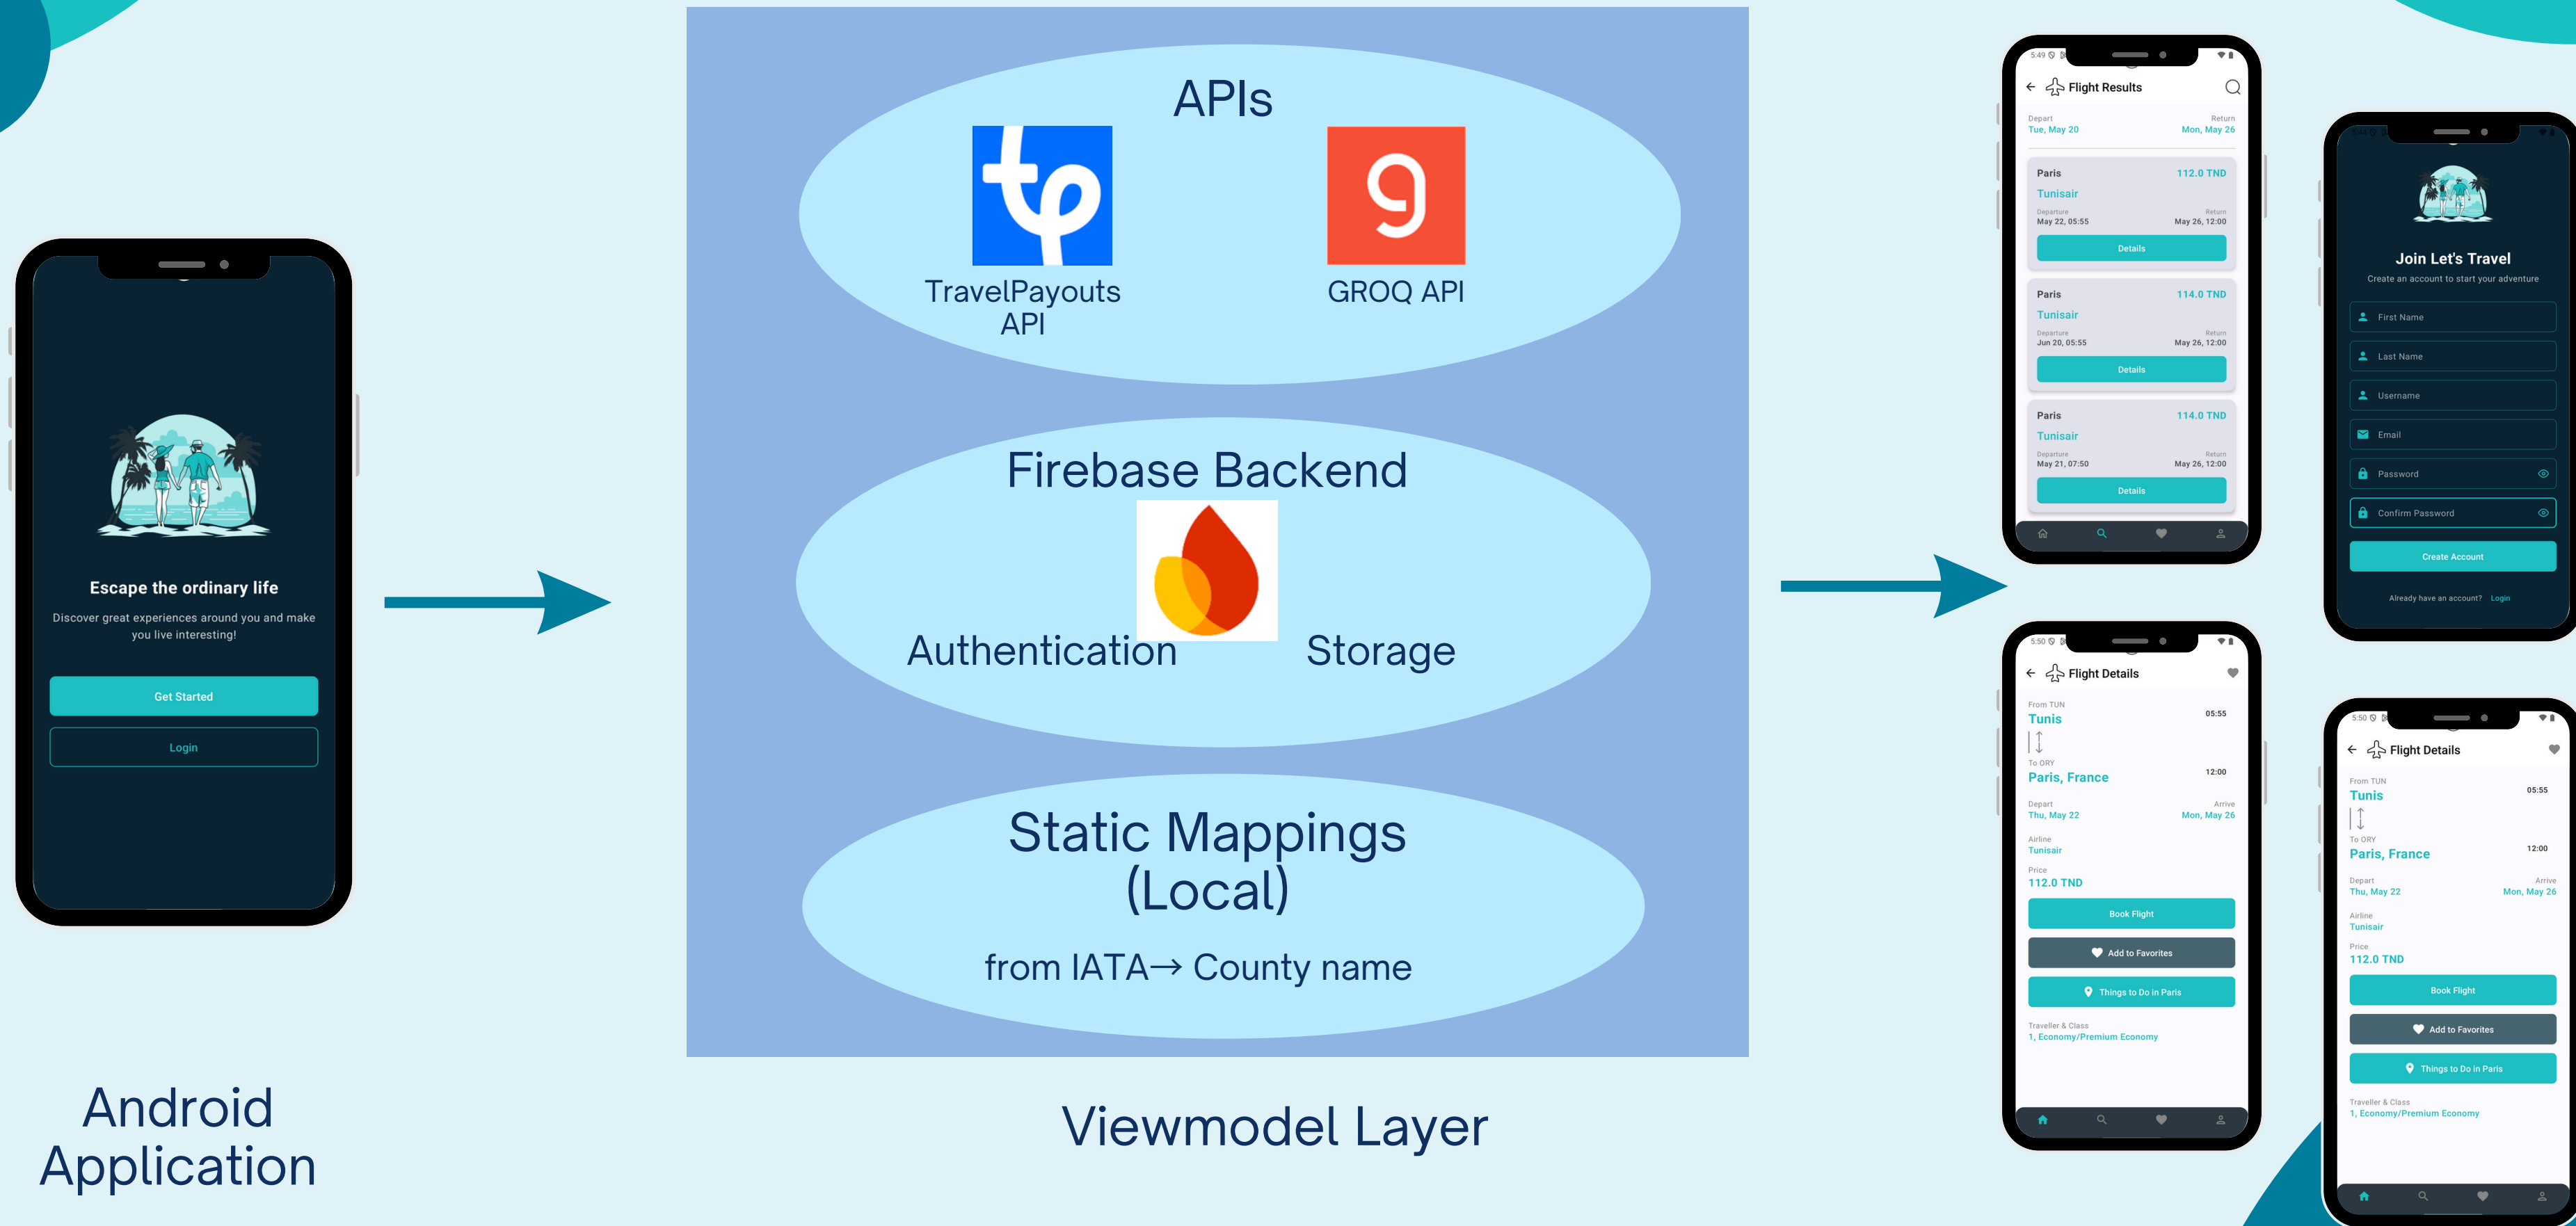 Escape the ordinary life
Discover great experiences around you and make
you live interesting!
Get Started
Login
Android
Application
APIs
TravelPayouts
API
GROQ API
Firebase Backend
Authentication
Storage
Static Mappings
(Local)
from IATA→ County name
Viewmodel Layer
5:49
Flight Results
Depart
Return
Tue, May 20
Mon, May 26
Paris
112.0 TND
Tunisair
Departure
Return
May 22, 05:55
May 26, 12:00
Details
Paris
114.0 TND
Tunisair
Departure
Return
Jun 20, 05:55
May 26, 12:00
Details
Paris
114.0 TND
Tunisair
Departure
Return
May 21, 07:50
May 26, 12:00
Details
Join Let's Travel
Create an account to start your adventure
First Name
Last Name
Username
Email
Password
Confirm Password
Create Account
Already have an account? Login
5:50
Flight Details
From TUN
Tunis
05:55
To ORY
Paris, France
12:00
Depart
Arrive
Thu, May 22
Mon, May 26
Airline
Tunisair
Price
112.0 TND
Book Flight
Add to Favorites
Things to Do in Paris
Traveller & Class
1, Economy/Premium Economy
5:50
Flight Details
From TUN
Tunis
05:55
To ORY
Paris, France
12:00
Depart
Arrive
Thu, May 22
Mon, May 26
Airline
Tunisair
Price
112.0 TND
Book Flight
Add to Favorites
Things to Do in Paris
Traveller & Class
1, Economy/Premium Economy